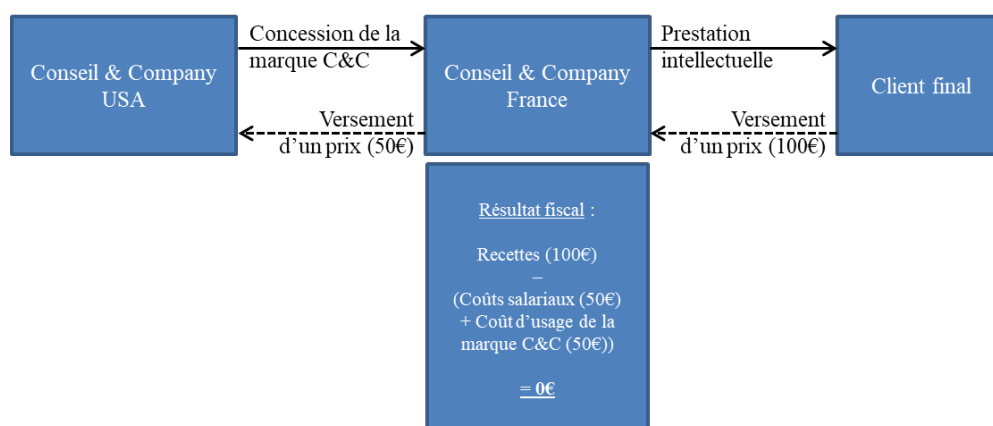 Conseil & Company
USA
Concession de la
marque C&C
Versement
d'un prix (50€)
Conseil & Company
France
Prestation
intellectuelle
Versement
d'un prix (100€)
Client final
Résultat fiscal :
Recettes (100€)
–
(Coûts salariaux (50€)
+ Coût d'usage de la
marque C&C (50€))
= 0€